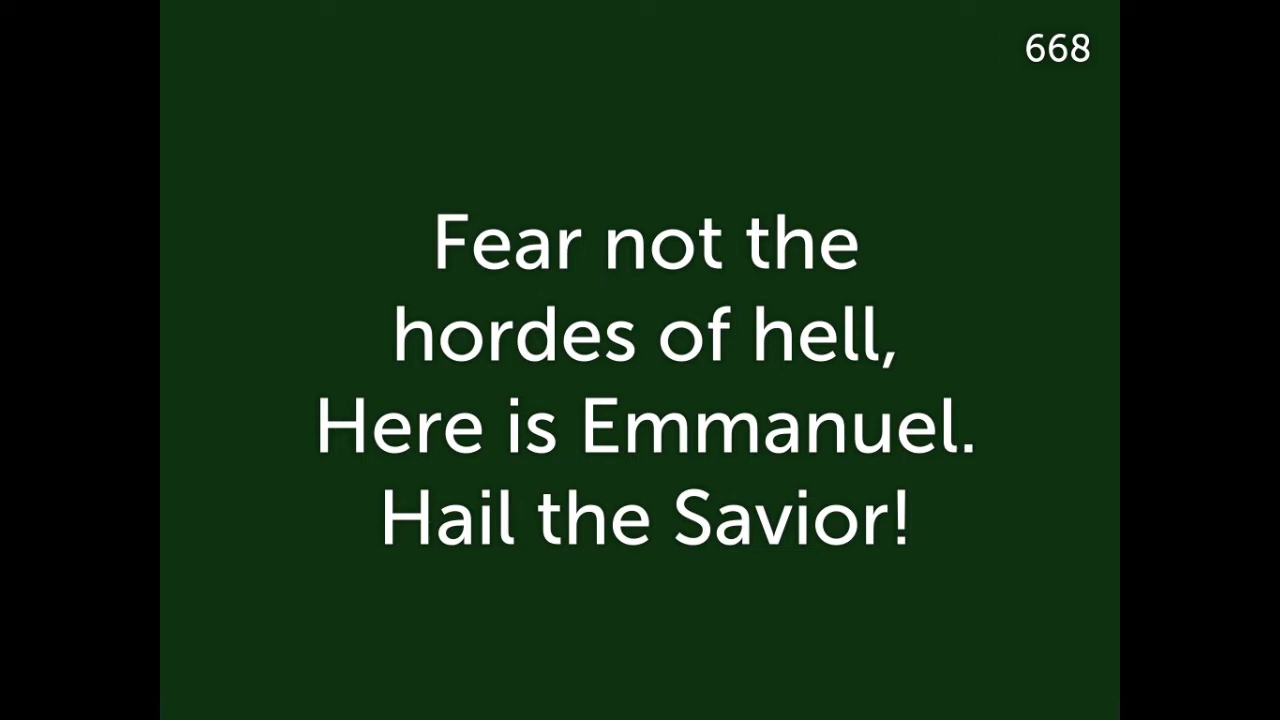 668
Fear not the
hordes of hell,
Here is Emmanuel.
Hail the Savior!